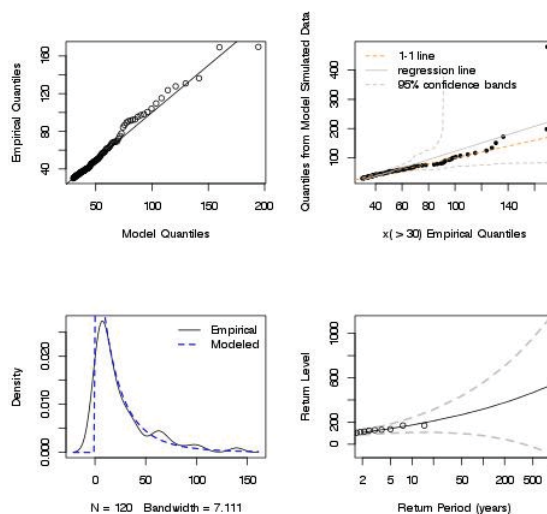 Empirical Quantiles
160
120
80
40
50
100
150
200
Model Quantiles
Quantiles from Model Simulated Data
400
300
200
100
1-1 line
regression line
95% confidence bands
40
60
80
100
140
x( > 30) Empirical Quantiles
Density
0.020
0.010
0.000
Empirical
Modeled
0
50
100
150
N = 120 Bandwidth = 7.111
Return Level
1000
600
200
0
2
5
10
50
200
500
Return Period (years)